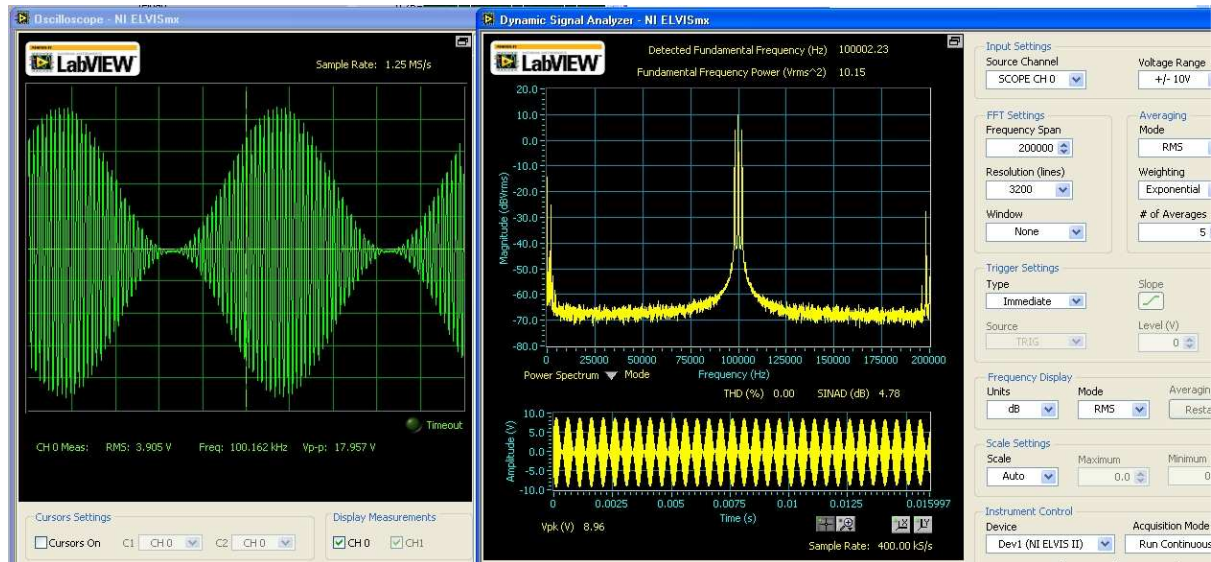 Oscilloscope - NI ELVISmx
POWERED BY
LabVIEW
Sample Rate: 1.25 MS/s
Timeout
CH 0 Meas: RMS: 3.905 V Freq: 100.162 kHz Vp-p: 17.957 V
Cursors Settings
Cursors On C1 CH 0 C2 CH 0
Display Measurements
CH 0 CH1
Dynamic Signal Analyzer - NI ELVISmx
POWERED BY
LabVIEW
Detected Fundamental Frequency (Hz) 100002.23
Fundamental Frequency Power (Vrms^2) 10.15
Magnitude (dBVrms)
20.0
10.0
0.0
-10.0
-20.0
-30.0
-40.0
-50.0
-60.0
-70.0
-80.0
0 25000 50000 75000 100000 125000 150000 175000 200000
Power Spectrum Mode Frequency (Hz)
THD (%) 0.00 SINAD (dB) 4.78
Amplitude (V)
10.0
5.0
0.0
-5.0
-10.0
0 0.0025 0.005 0.0075 0.01 0.0125 0.015997
Vpk (V) 8.96 Time (s)
Sample Rate: 400.00 kS/s
Input Settings
Source Channel Voltage Range
SCOPE CH 0 +/- 10V
FFT Settings
Frequency Span
200000
Resolution (lines)
3200
Window
None
Averaging
Mode
RMS
Weighting
Exponential
# of Averages
5
Trigger Settings
Type Slope
Immediate
Source Level (V)
TRIG 0
Frequency Display
Units Mode Averagin
dB RMS Resta
Scale Settings
Scale Maximum Minimum
Auto 0.0 0
Instrument Control
Device Acquisition Mode
Dev1 (NI ELVIS II) Run Continuous